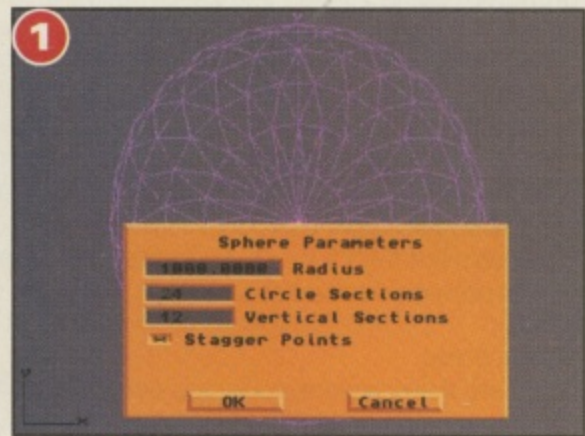 1
Sphere Parameters
1000.0000 Radius
24 Circle Sections
12 Vertical Sections
Stagger Points
OK Cancel
Y
X